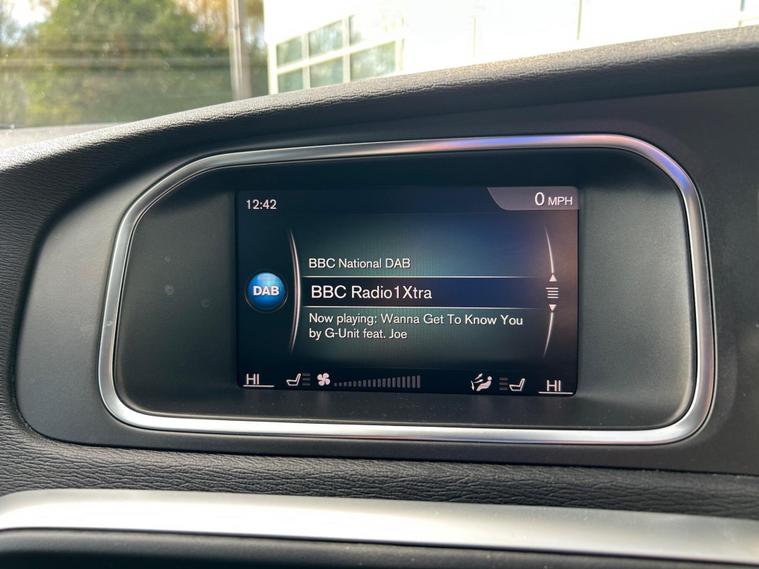 12:42
0 MPH
BBC National DAB
DAB
BBC Radio1Xtra
Now playing: Wanna Get To Know You
by G-Unit feat. Joe
HI
HI